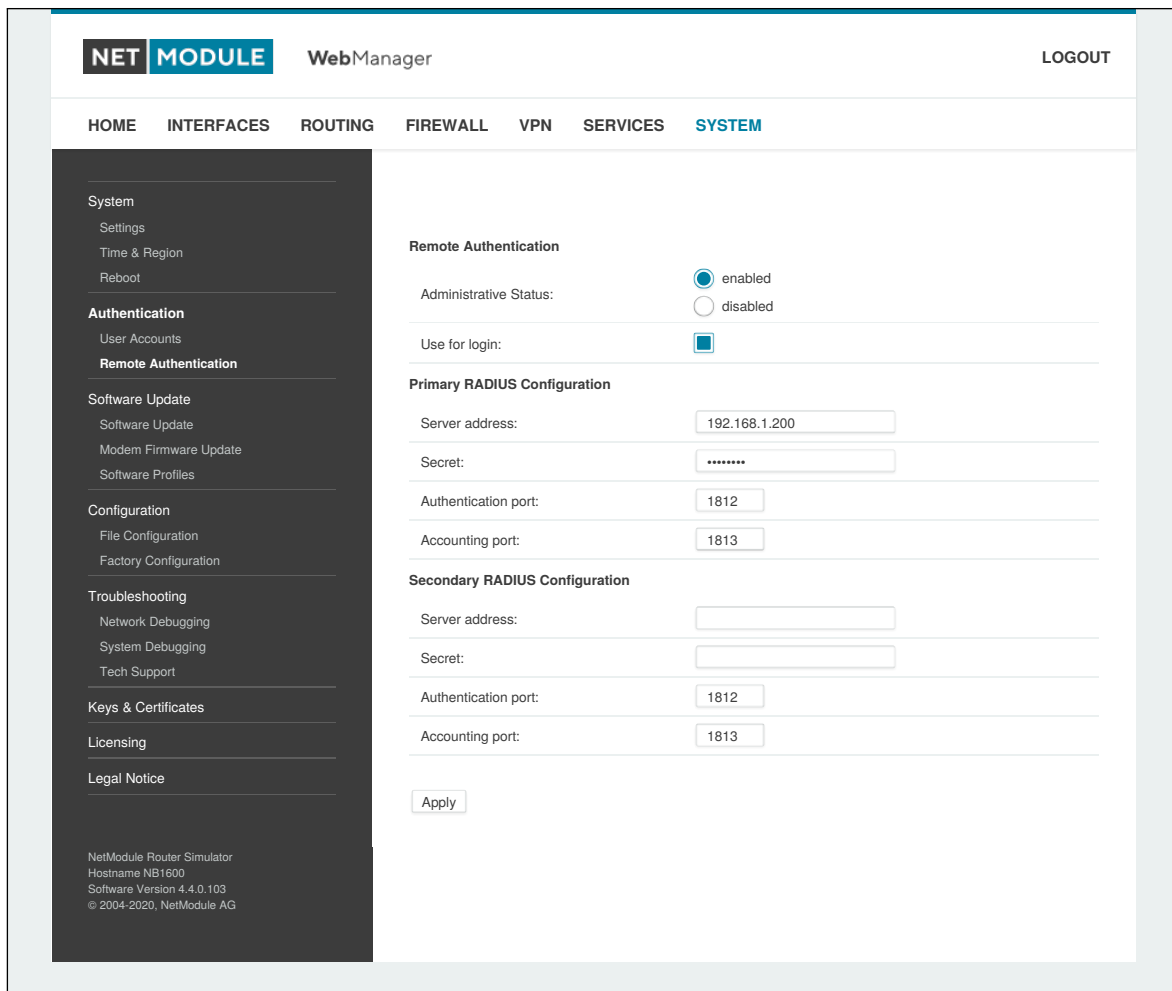 NET MODULE WebManager LOGOUT
HOME INTERFACES ROUTING FIREWALL VPN SERVICES SYSTEM
System
Settings
Time & Region
Reboot
Authentication
User Accounts
Remote Authentication
Software Update
Software Update
Modem Firmware Update
Software Profiles
Configuration
File Configuration
Factory Configuration
Troubleshooting
Network Debugging
System Debugging
Tech Support
Keys & Certificates
Licensing
Legal Notice
NetModule Router Simulator
Hostname NB1600
Software Version 4.4.0.103
© 2004-2020, NetModule AG
Remote Authentication
Administrative Status:
enabled
disabled
Use for login:
Primary RADIUS Configuration
Server address: 192.168.1.200
Secret: ••••••••
Authentication port: 1812
Accounting port: 1813
Secondary RADIUS Configuration
Server address:
Secret:
Authentication port: 1812
Accounting port: 1813
Apply